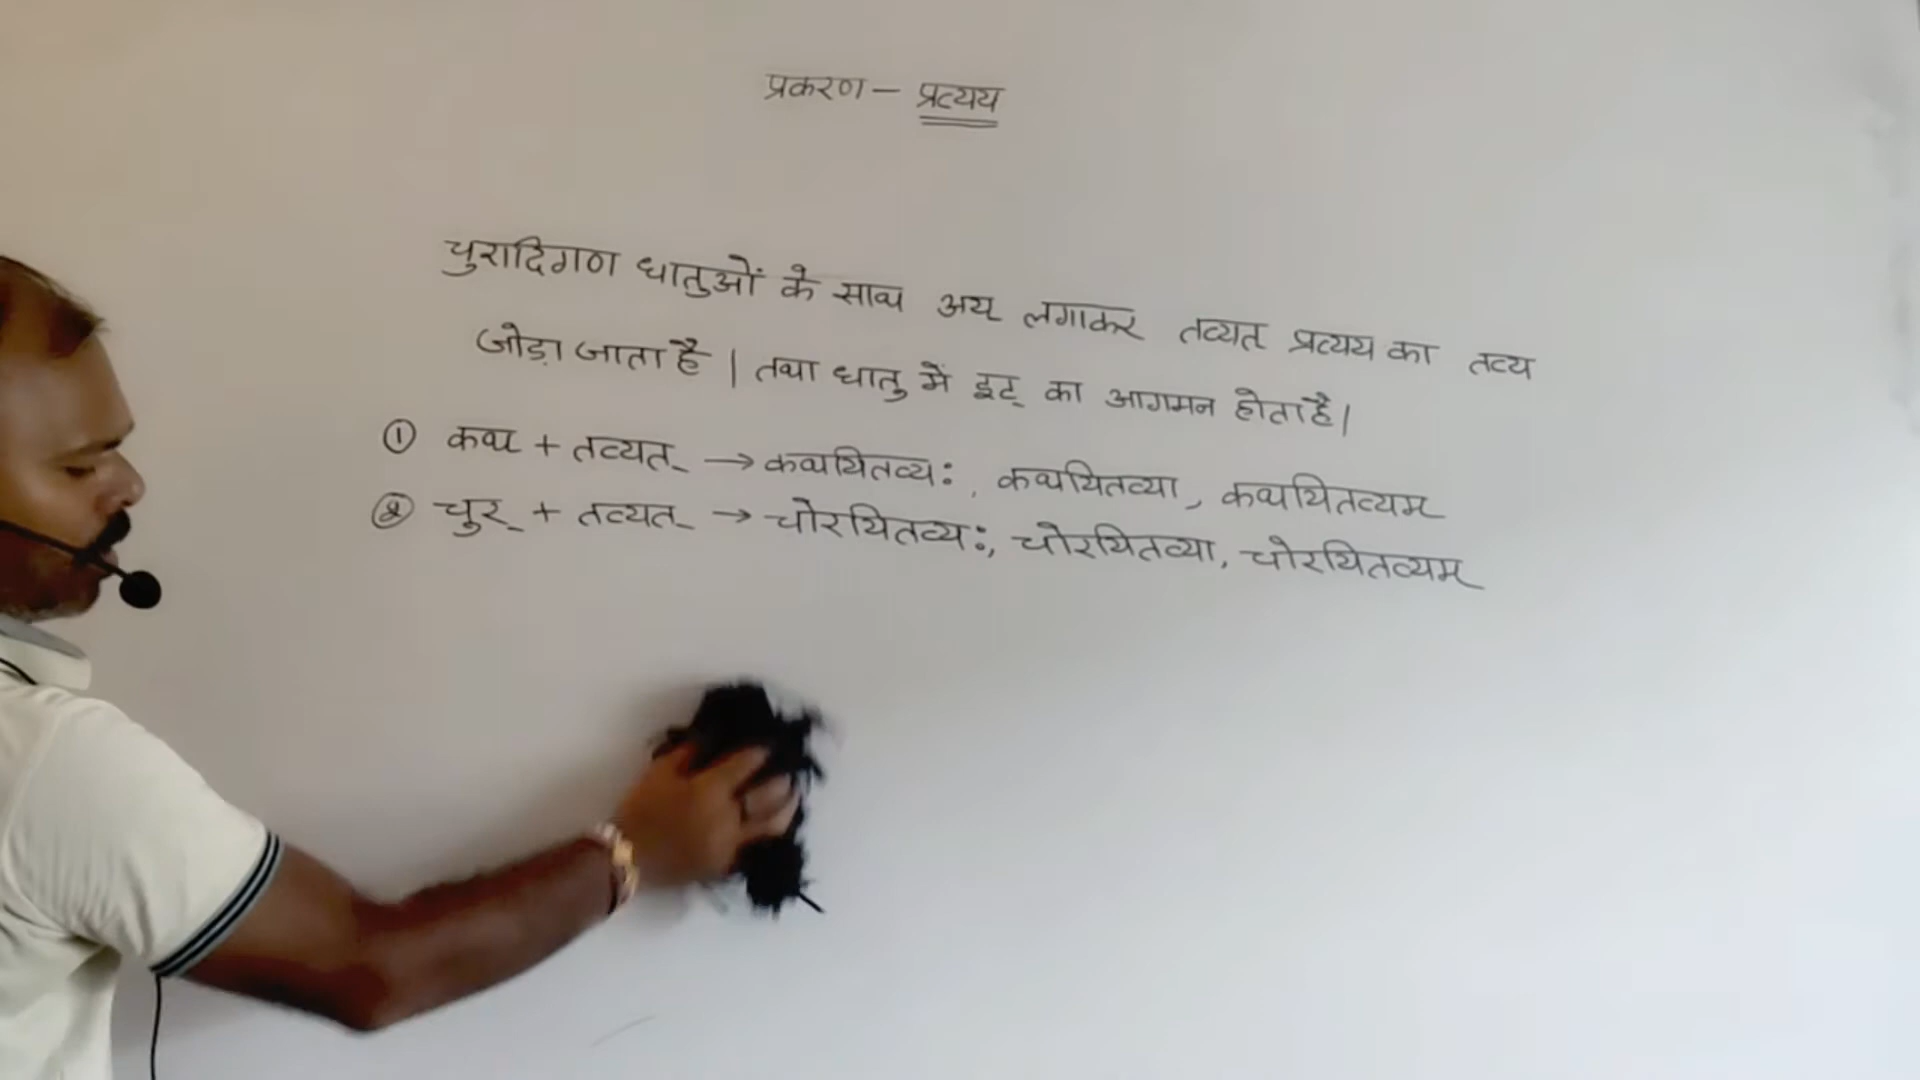 प्रकरण – प्रत्यय
चुरादिगण धातुओं के साथ अय् लगाकर तव्यत् प्रत्यय का तव्य
जोड़ा जाता है | तथा धातु में इट् का आगमन होता है|
① कथ् + तव्यत् → कथयितव्यः, कथयितव्या, कथयितव्यम्
② चुर् + तव्यत् → चोरयितव्यः, चोरयितव्या, चोरयितव्यम्